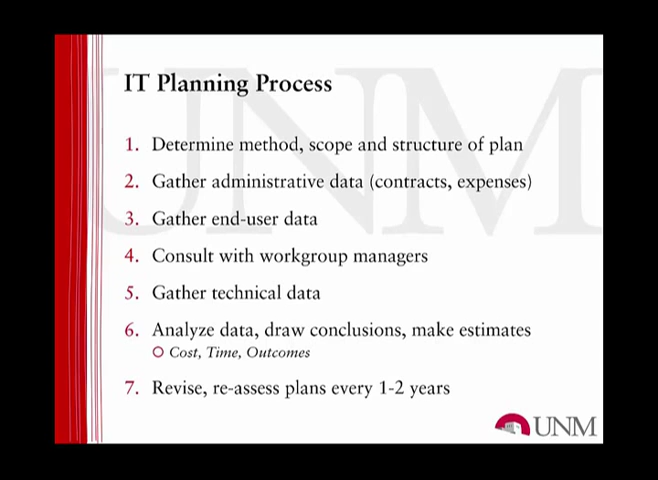 UNM
IT Planning Process
1. Determine method, scope and structure of plan
2. Gather administrative data (contracts, expenses)
3. Gather end-user data
4. Consult with workgroup managers
5. Gather technical data
6. Analyze data, draw conclusions, make estimates
Cost, Time, Outcomes
7. Revise, re-assess plans every 1-2 years
UNM